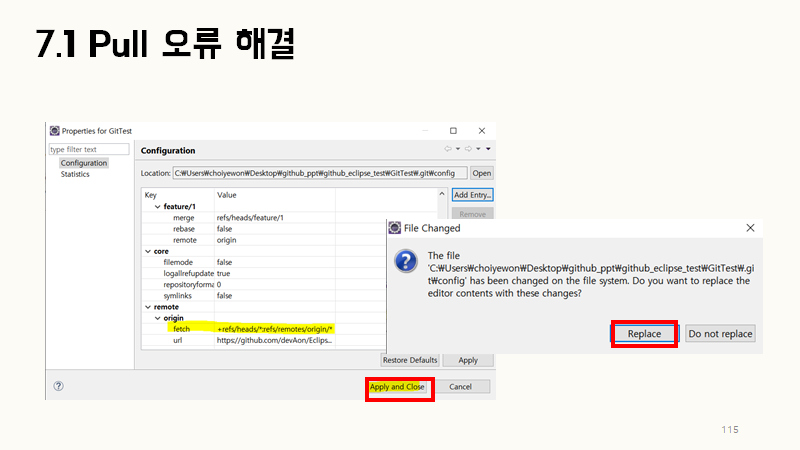 7.1 Pull 오류 해결
Properties for GitTest
type filter text
Configuration
Statistics
Configuration
Location: C:₩Users₩choiyewon₩Desktop₩github_ppt₩github_eclipse_test₩GitTest₩.git₩config Open
Key Value
Add Entry...
Remove
feature/1
merge refs/heads/feature/1
rebase false
remote origin
core
filemode false
logallrefupdate true
repositoryforma 0
symlinks false
remote
origin
fetch +refs/heads/*:refs/remotes/origin/*
url https://github.com/devAon/Eclips...
Restore Defaults Apply
Apply and Close Cancel
File Changed
The file
'C:₩Users₩choiyewon₩Desktop₩github_ppt₩github_eclipse_test₩GitTest₩.gi
t₩config' has been changed on the file system. Do you want to replace the
editor contents with these changes?
Replace Do not replace
115